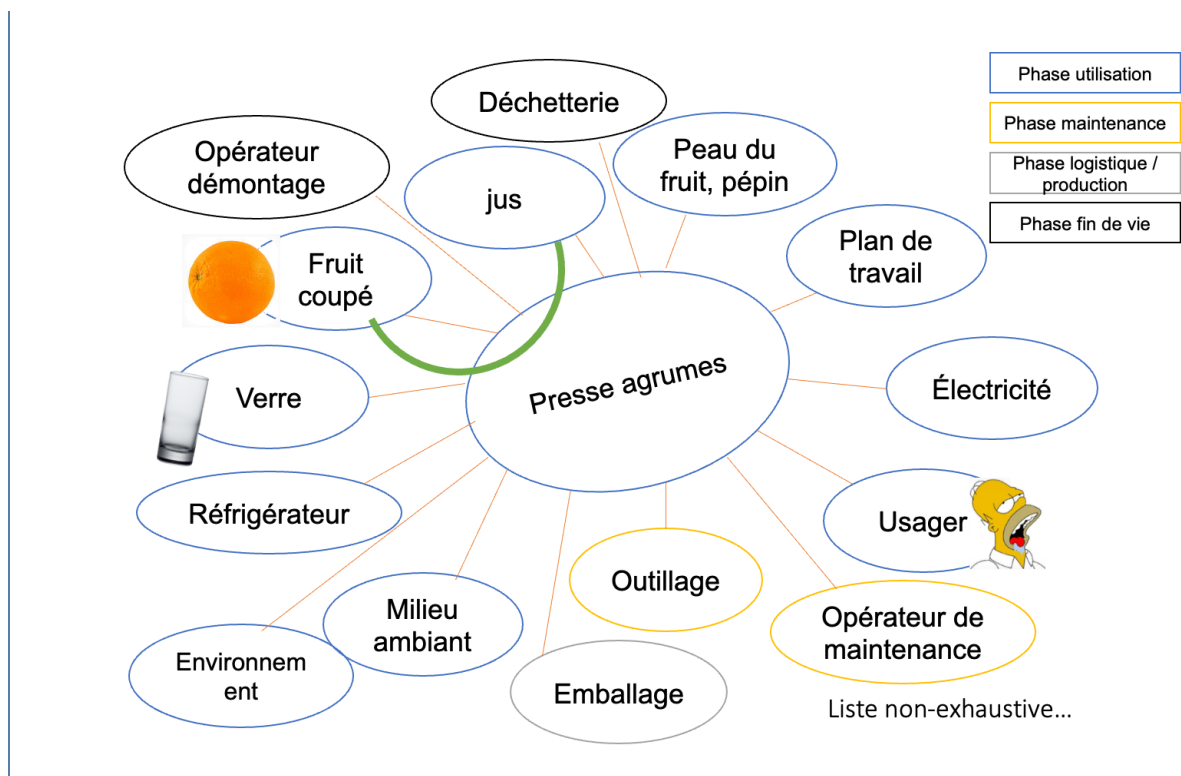 Phase utilisation
Phase maintenance
Phase logistique /
production
Phase fin de vie
Déchetterie
Opérateur
démontage
jus
Peau du
fruit, pépin
Plan de
travail
Fruit
coupé
Presse agrumes
Verre
Électricité
Réfrigérateur
Usager
Outillage
Milieu
ambiant
Opérateur de
maintenance
Environnem
ent
Emballage
Liste non-exhaustive...